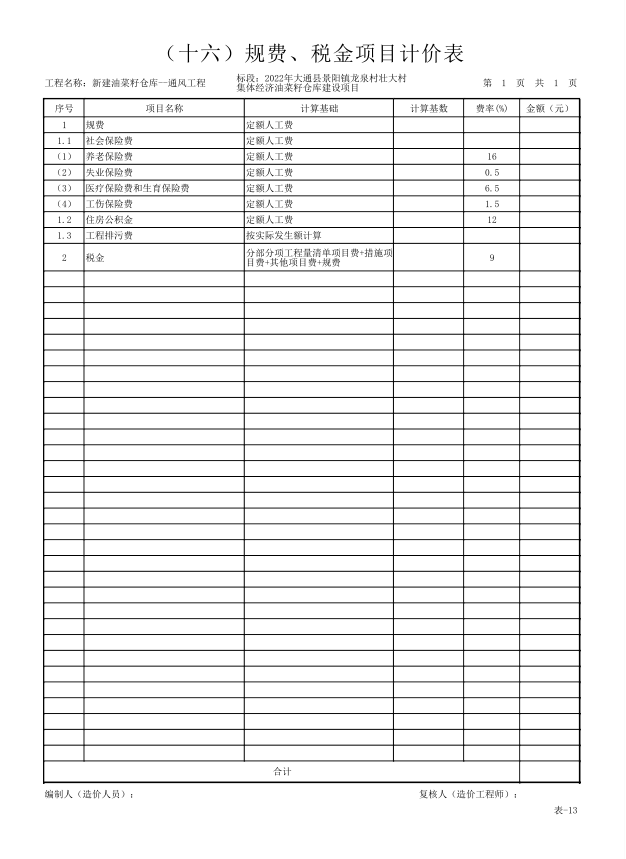 （十六）规费、税金项目计价表
工程名称: 新建油菜籽仓库--通风工程
标段: 2022年大通县景阳镇龙泉村壮大村
集体经济油菜籽仓库建设项目
第 1 页 共 1 页
序号 项目名称 计算基础 计算基数 费率(%) 金额（元）
1 规费 定额人工费
1.1 社会保险费 定额人工费
（1） 养老保险费 定额人工费 16
（2） 失业保险费 定额人工费 0.5
（3） 医疗保险费和生育保险费 定额人工费 6.5
（4） 工伤保险费 定额人工费 1.5
1.2 住房公积金 定额人工费 12
1.3 工程排污费 按实际发生额计算
2 税金 分部分项工程量清单项目费+措施项
目费+其他项目费+规费 9
合计
编制人（造价人员）; 复核人（造价工程师）;
表-13